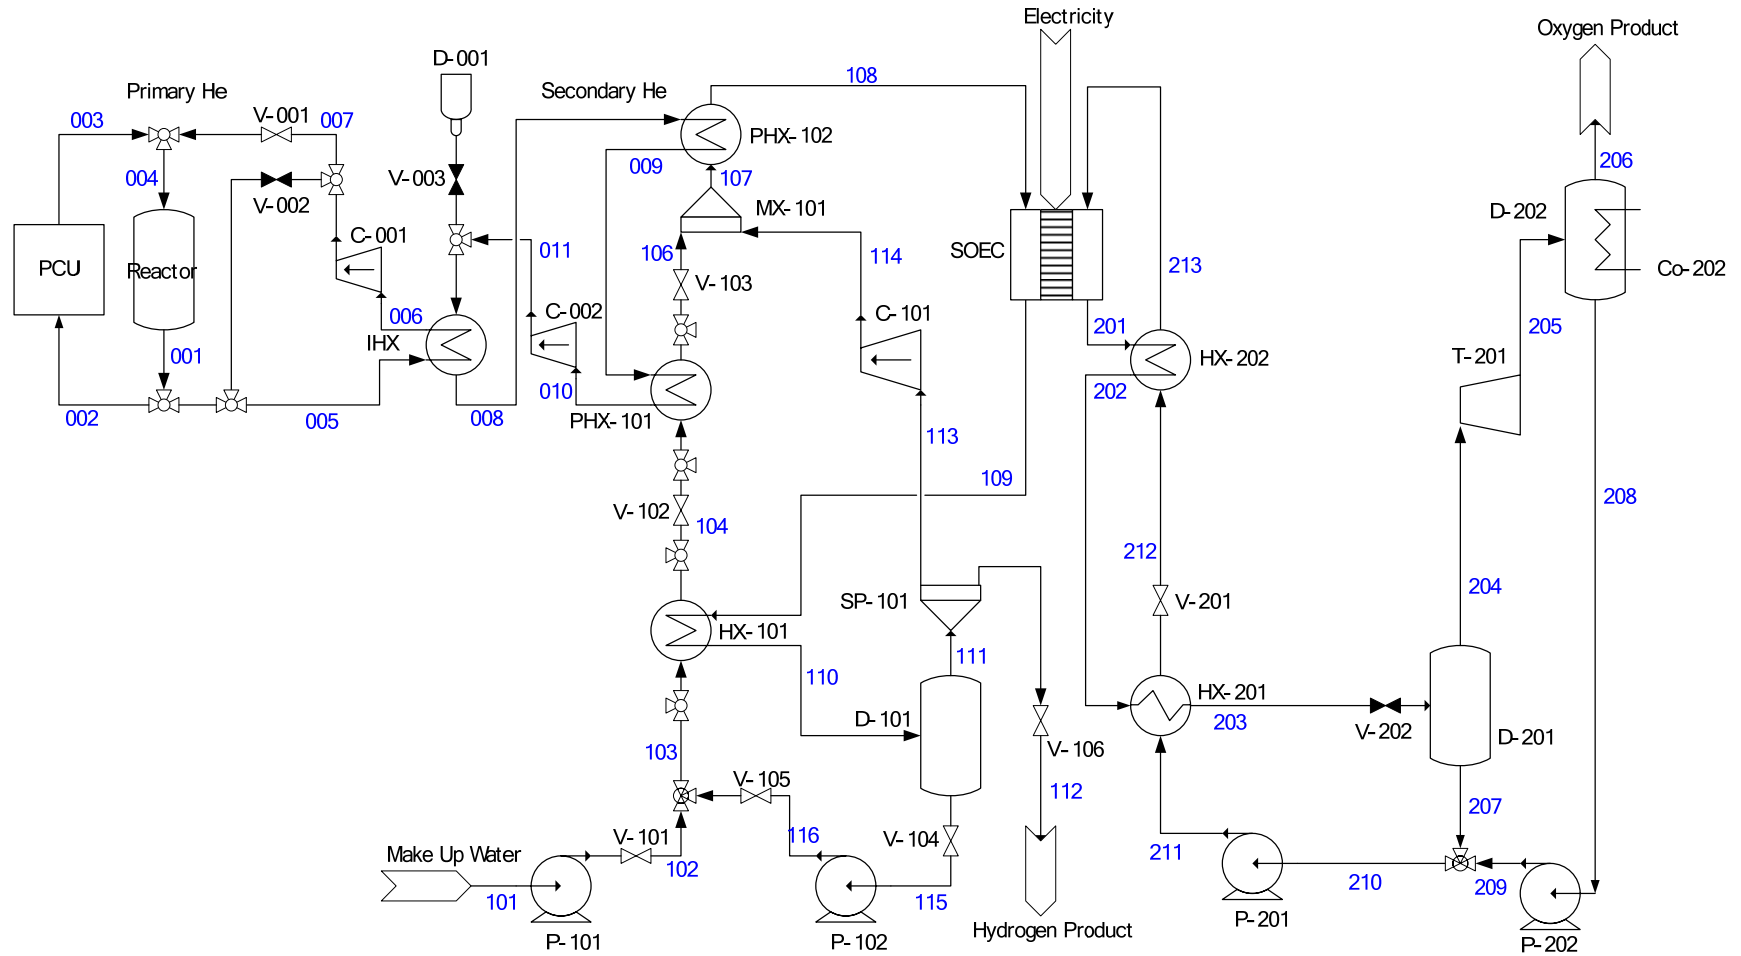 Electricity
Oxygen Product
D-001
Primary He
Secondary He
108
003
V-001
007
PHX-102
009
107
206
004
V-003
V-002
MX-101
D-202
C-001
011
106
114
SOEC
213
PCU
Reactor
V-103
Co-202
006
C-002
C-101
201
205
IHX
001
HX-202
T-201
010
202
002
005
008
PHX-101
113
109
208
V-102
104
212
204
SP-101
V-201
HX-101
111
110
HX-201
203
D-101
V-202
D-201
103
V-106
V-105
112
207
116
V-101
V-104
Make Up Water
102
211
210
209
101
115
P-201
Hydrogen Product
P-101
P-102
P-202